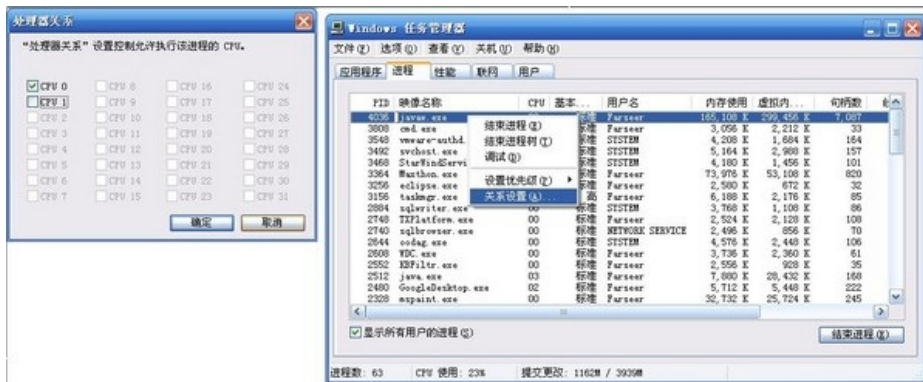 处理器关系
“处理器关系”设置控制允许执行该进程的 CPU。
CPU 0 CPU 8 CPU 16 CPU 24
CPU 1 CPU 9 CPU 17 CPU 25
CPU 2 CPU 10 CPU 18 CPU 26
CPU 3 CPU 11 CPU 19 CPU 27
CPU 4 CPU 12 CPU 20 CPU 28
CPU 5 CPU 13 CPU 21 CPU 29
CPU 6 CPU 14 CPU 22 CPU 30
CPU 7 CPU 15 CPU 23 CPU 31
确定 取消
Windows 任务管理器
文件(F) 选项(O) 查看(V) 关机(U) 帮助(H)
应用程序 进程 性能 联网 用户
PID 映像名称 CPU 基本... 用户名 内存使用 虚拟内... 句柄数
4036 javaw.exe 标准 Farseer 165,108 K 299,456 K 7,087
3808 cmd.exe 标准 Farseer 3,056 K 2,212 K 33
3548 vmware-authd. 标准 SYSTEM 4,208 K 1,684 K 164
3492 svchost.exe 标准 SYSTEM 5,164 K 2,988 K 157
3468 StarWindServi 标准 SYSTEM 4,180 K 1,456 K 101
3364 Maxthon.exe 标准 Farseer 73,976 K 53,108 K 820
3256 eclipse.exe 标准 Farseer 2,580 K 672 K 32
3156 taskmgr.exe 高 Farseer 6,188 K 2,176 K 85
2884 sqlwriter.exe 00 标准 SYSTEM 3,768 K 1,108 K 86
2748 TXPlatform.exe 00 标准 Farseer 2,524 K 2,128 K 108
2740 sqlbrowser.exe 00 标准 NETWORK SERVICE 2,496 K 856 K 70
2644 oodag.exe 00 标准 SYSTEM 4,576 K 2,448 K 106
2608 WDC.exe 00 标准 Farseer 3,736 K 2,360 K 61
2552 KBFiltr.exe 00 标准 Farseer 2,556 K 928 K 35
2512 java.exe 03 标准 Farseer 7,880 K 28,432 K 168
2480 GoogleDesktop.exe 02 标准 Farseer 5,712 K 5,448 K 222
2328 mspaint.exe 00 标准 Farseer 32,732 K 25,724 K 245
结束进程(E)
结束进程树(T)
调试(D)
设置优先级(P)
关系设置(A)...
显示所有用户的进程(S)
结束进程(E)
进程数: 63 CPU 使用: 23% 提交更改: 1162M / 3939M